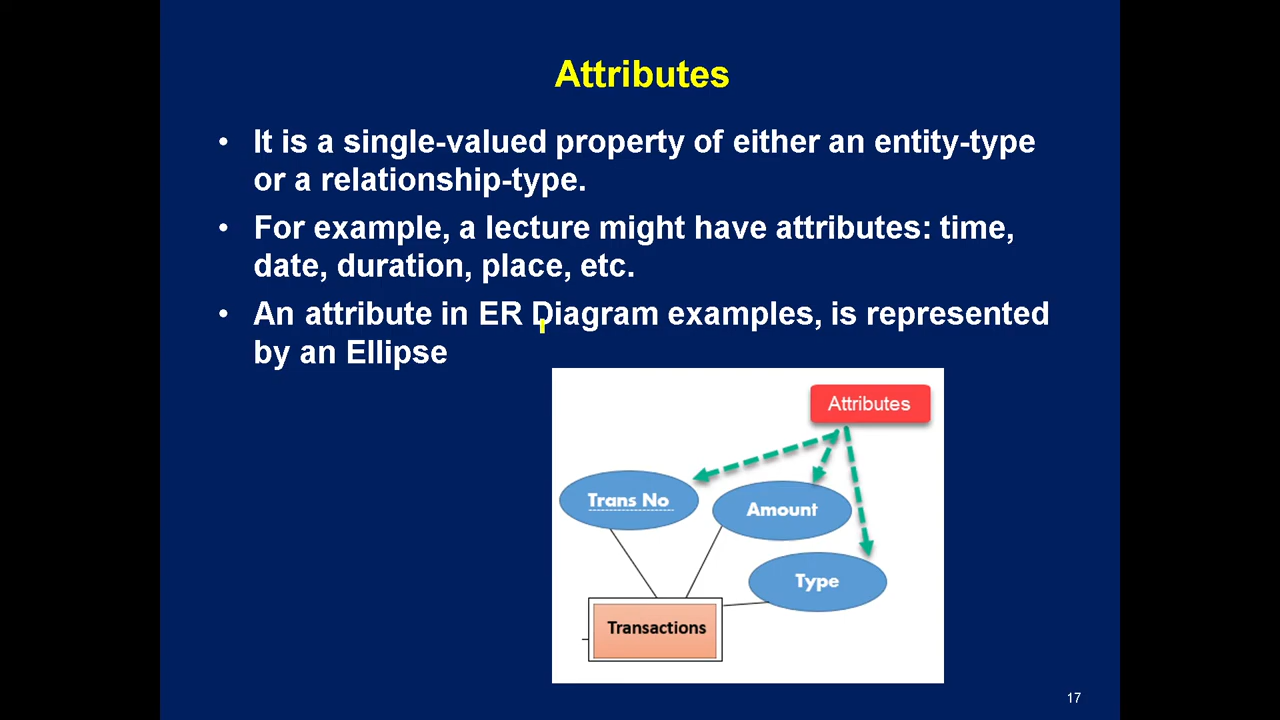 Attributes
• It is a single-valued property of either an entity-type
or a relationship-type.
• For example, a lecture might have attributes: time,
date, duration, place, etc.
• An attribute in ER Diagram examples, is represented
by an Ellipse
Attributes
Trans No
Amount
Type
Transactions
17